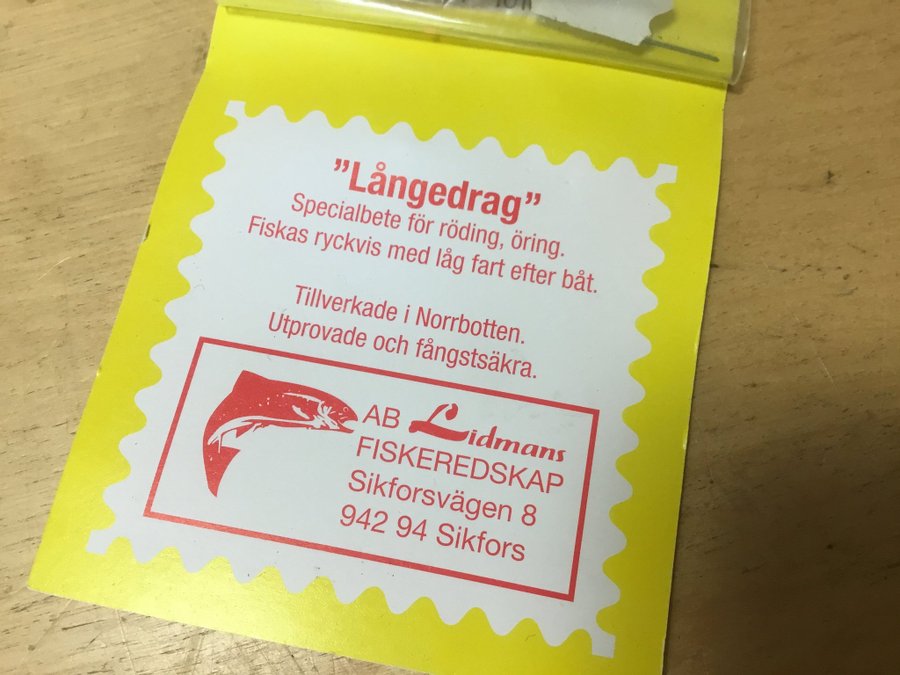 "Långedrag"
Specialbete för röding, öring.
Fiskas ryckvis med låg fart efter båt.
Tillverkade i Norrbotten.
Utprovade och fångstsäkra.
AB Lidmans
FISKEREDSKAP
Sikforsvägen 8
942 94 Sikfors